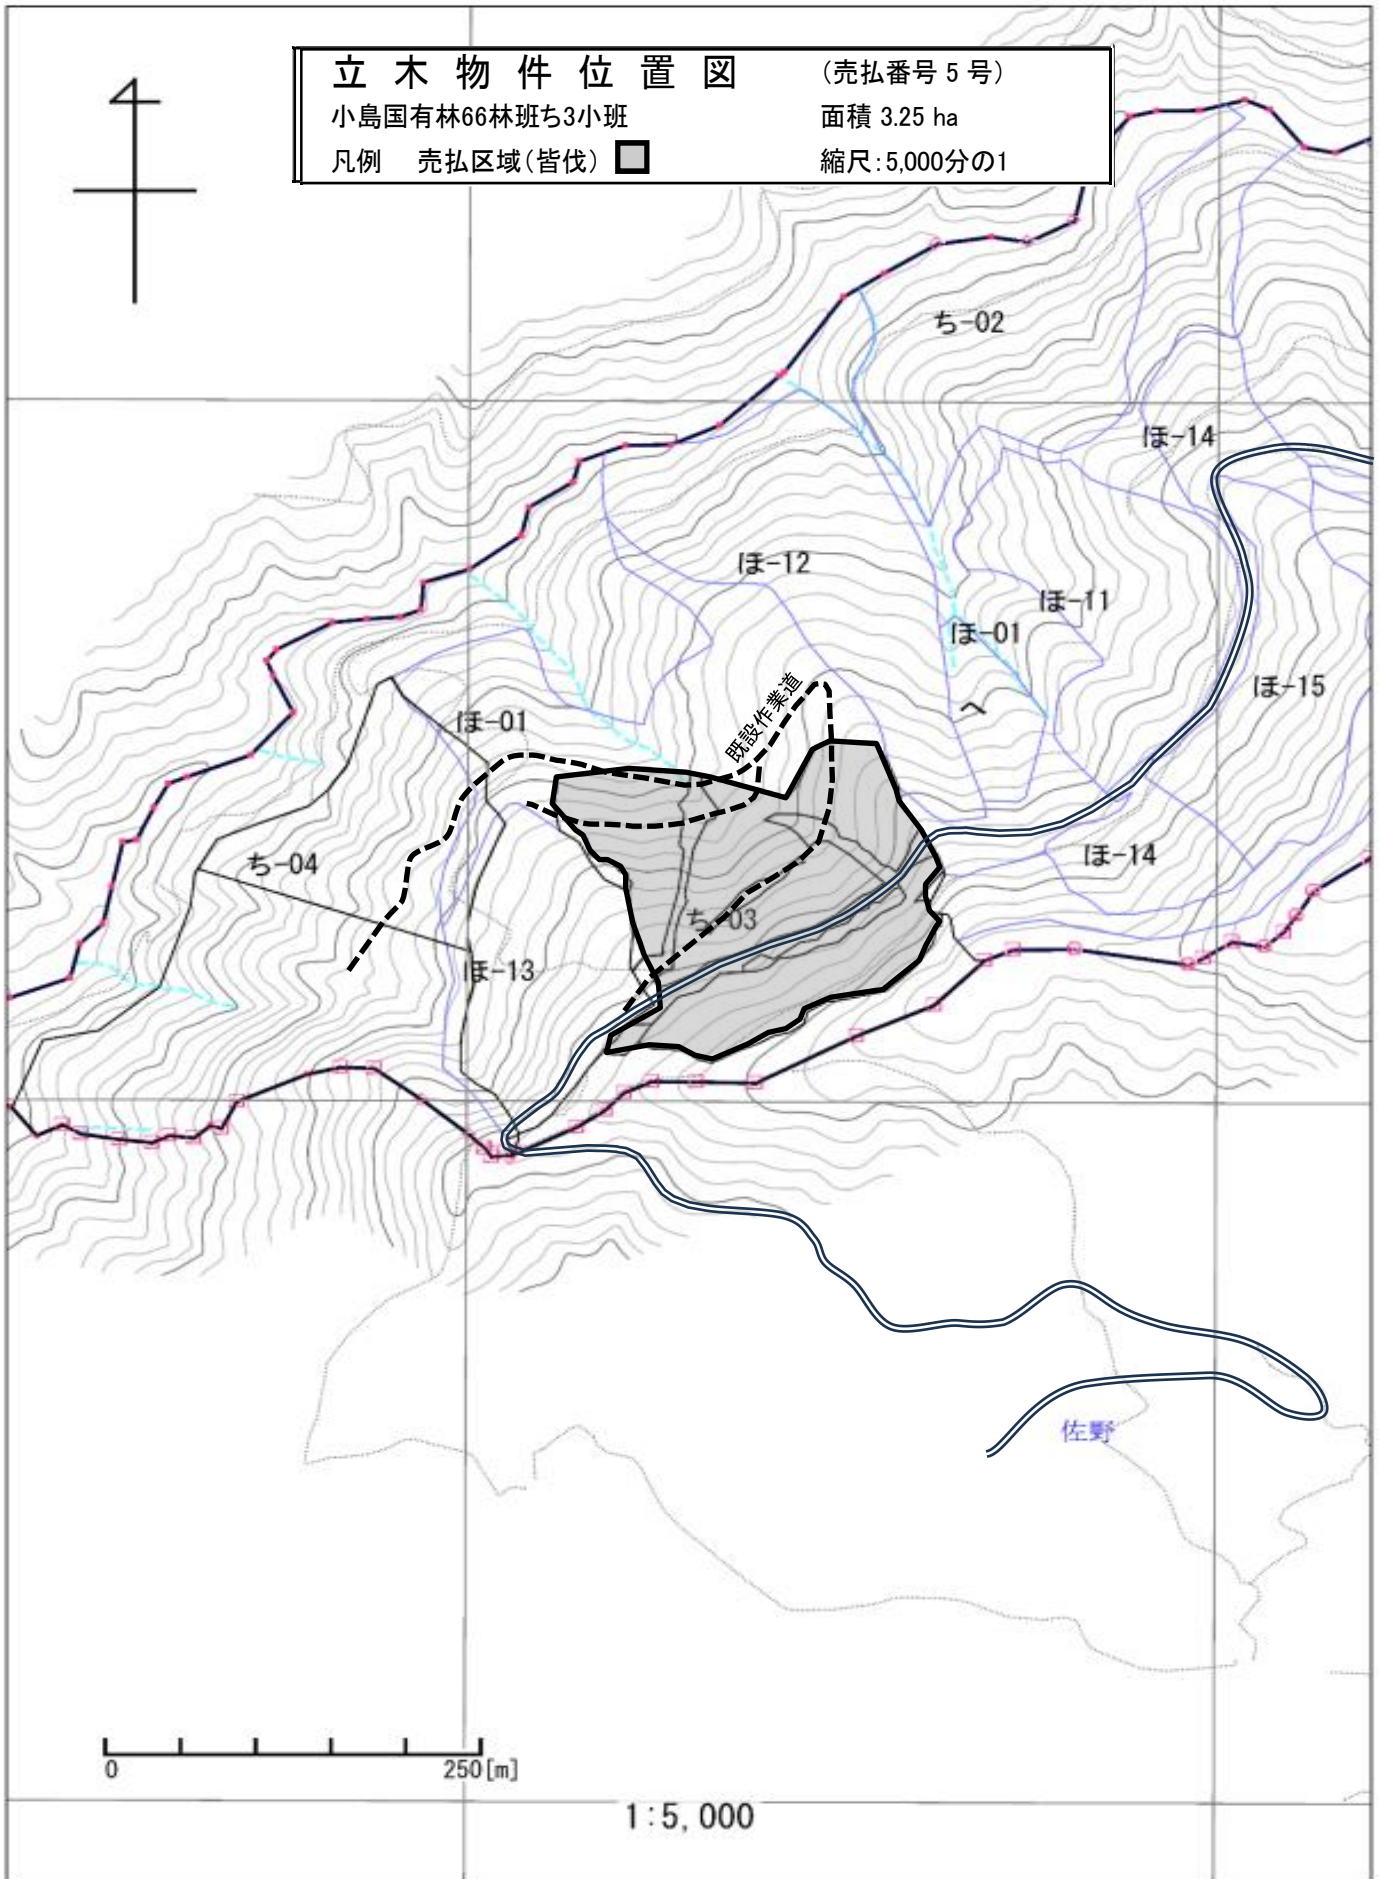 立木物件位置図 （売払番号 5 号）
小島国有林66林班ち3小班 面積 3.25 ha
凡例 売払区域（皆伐） 縮尺：5,000分の1
ち-02
ほ-14
ほ-12
ほ-11
ほ-01
ほ-15
既設作業道
へ
ほ-01
ち-04
ほ-14
ち-03
ほ-13
佐野
0 250[m]
1:5,000